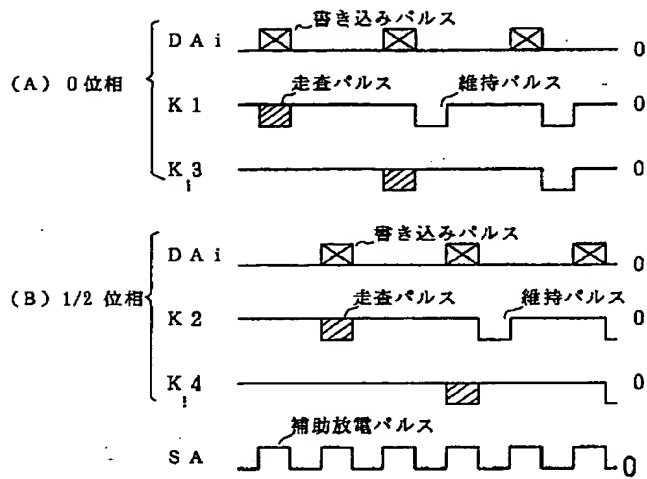 書き込みパルス
DAi 0
(A) 0位相
走査パルス 維持パルス
K1 0
K3 0
書き込みパルス
DAi 0
(B) 1/2 位相
走査パルス 維持パルス
K2 0
K4 0
補助放電パルス
SA 0